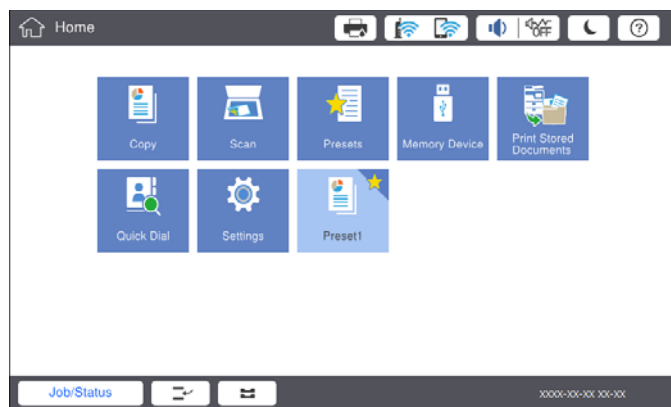 Home
OFF
Copy
Scan
Presets
Memory Device
Print Stored
Documents
Quick Dial
Settings
Preset1
Job/Status
xxxx-xx-xx xx-xx